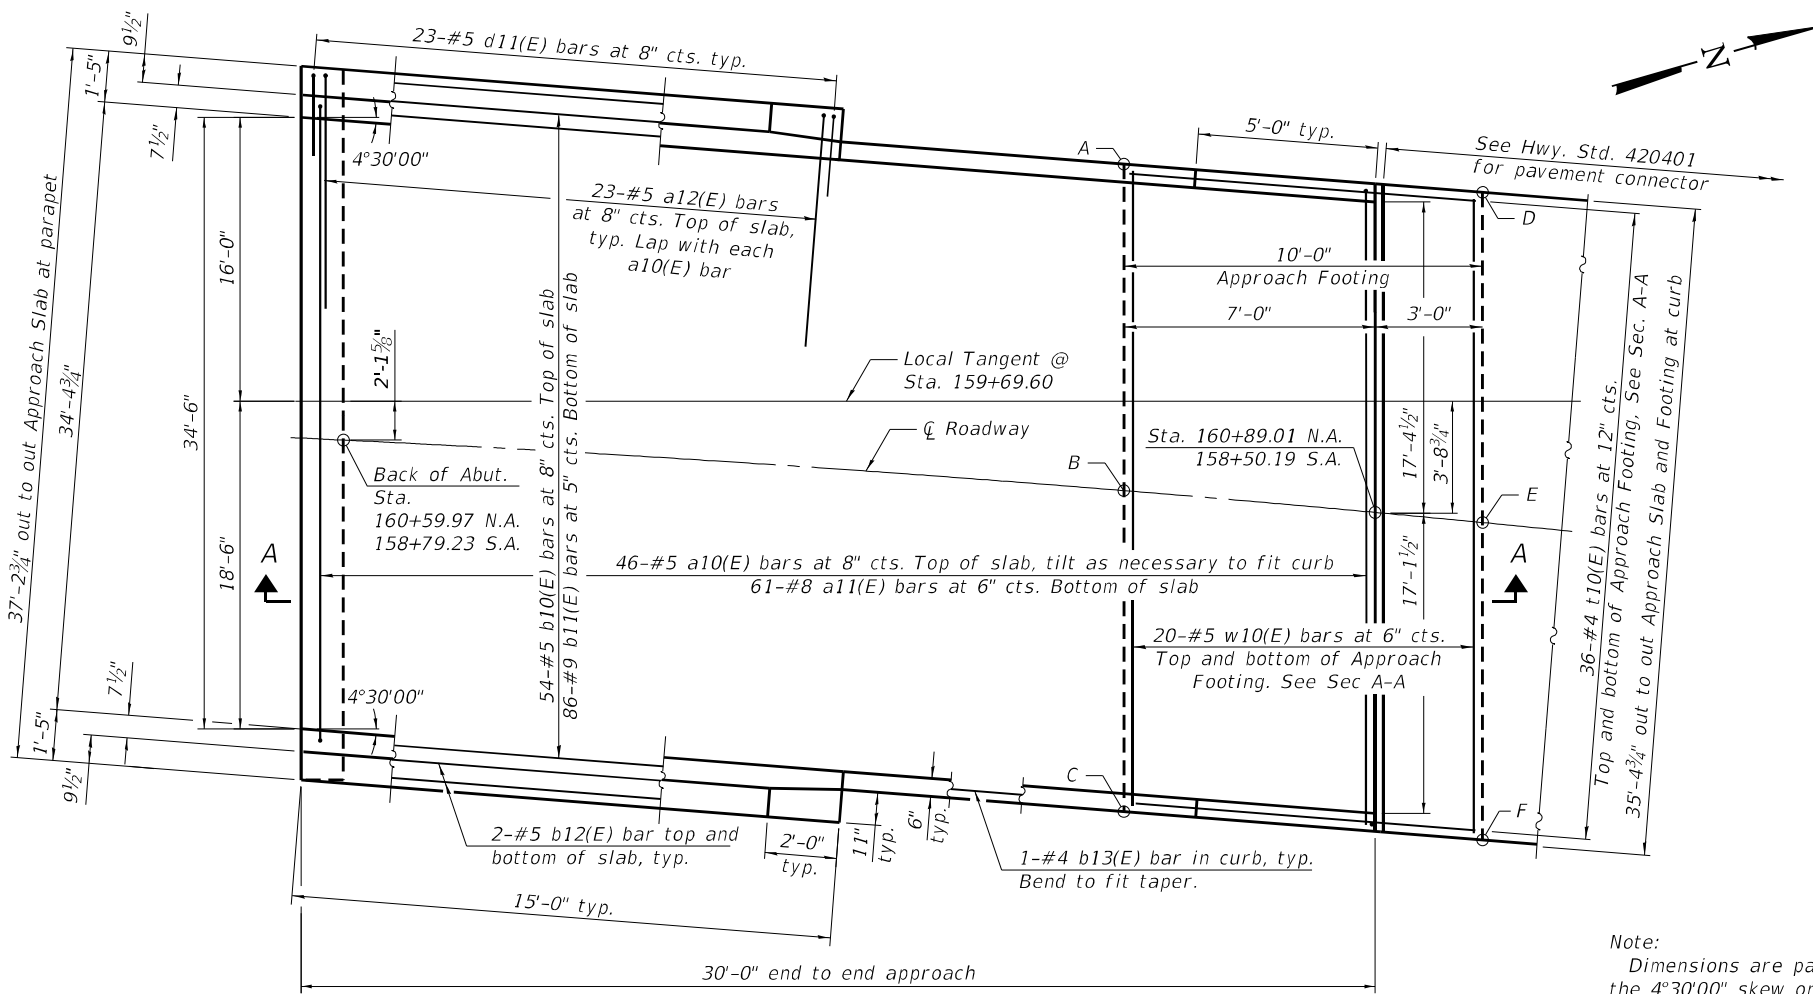 23-#5 d11(E) bars at 8" cts. typ.
9½"
1'-5"
7½"
4°30'00"
23-#5 a12(E) bars
at 8" cts. Top of slab,
typ. Lap with each
a10(E) bar
A
5'-0" typ.
See Hwy. Std. 420401
for pavement connector
N
D
10'-0"
Approach Footing
7'-0"
3'-0"
37'-2¾" out to out Approach Slab at parapet
34'-4¾"
34'-6"
16'-0"
18'-6"
2'-1⅝"
Local Tangent @
Sta. 159+69.60
℄ Roadway
Back of Abut.
Sta.
160+59.97 N.A.
158+79.23 S.A.
54-#5 b10(E) bars at 8" cts. Top of slab
86-#9 b11(E) bars at 5" cts. Bottom of slab
B
Sta. 160+89.01 N.A.
158+50.19 S.A.
17'-4½"
3'-8¾"
17'-1½"
E
A
A
46-#5 a10(E) bars at 8" cts. Top of slab, tilt as necessary to fit curb
61-#8 a11(E) bars at 6" cts. Bottom of slab
20-#5 w10(E) bars at 6" cts.
Top and bottom of Approach
Footing. See Sec A-A
36-#4 t10(E) bars at 12" cts.
Top and bottom of Approach Footing, See Sec. A-A
35'-4¾" out to out Approach Slab and Footing at curb
7½"
1'-5"
9½"
4°30'00"
C
F
2-#5 b12(E) bar top and
bottom of slab, typ.
2'-0"
typ.
11"
typ.
6"
typ.
1-#4 b13(E) bar in curb, typ.
Bend to fit taper.
15'-0" typ.
30'-0" end to end approach
Note:
Dimensions are pa
the 4°30'00" skew or